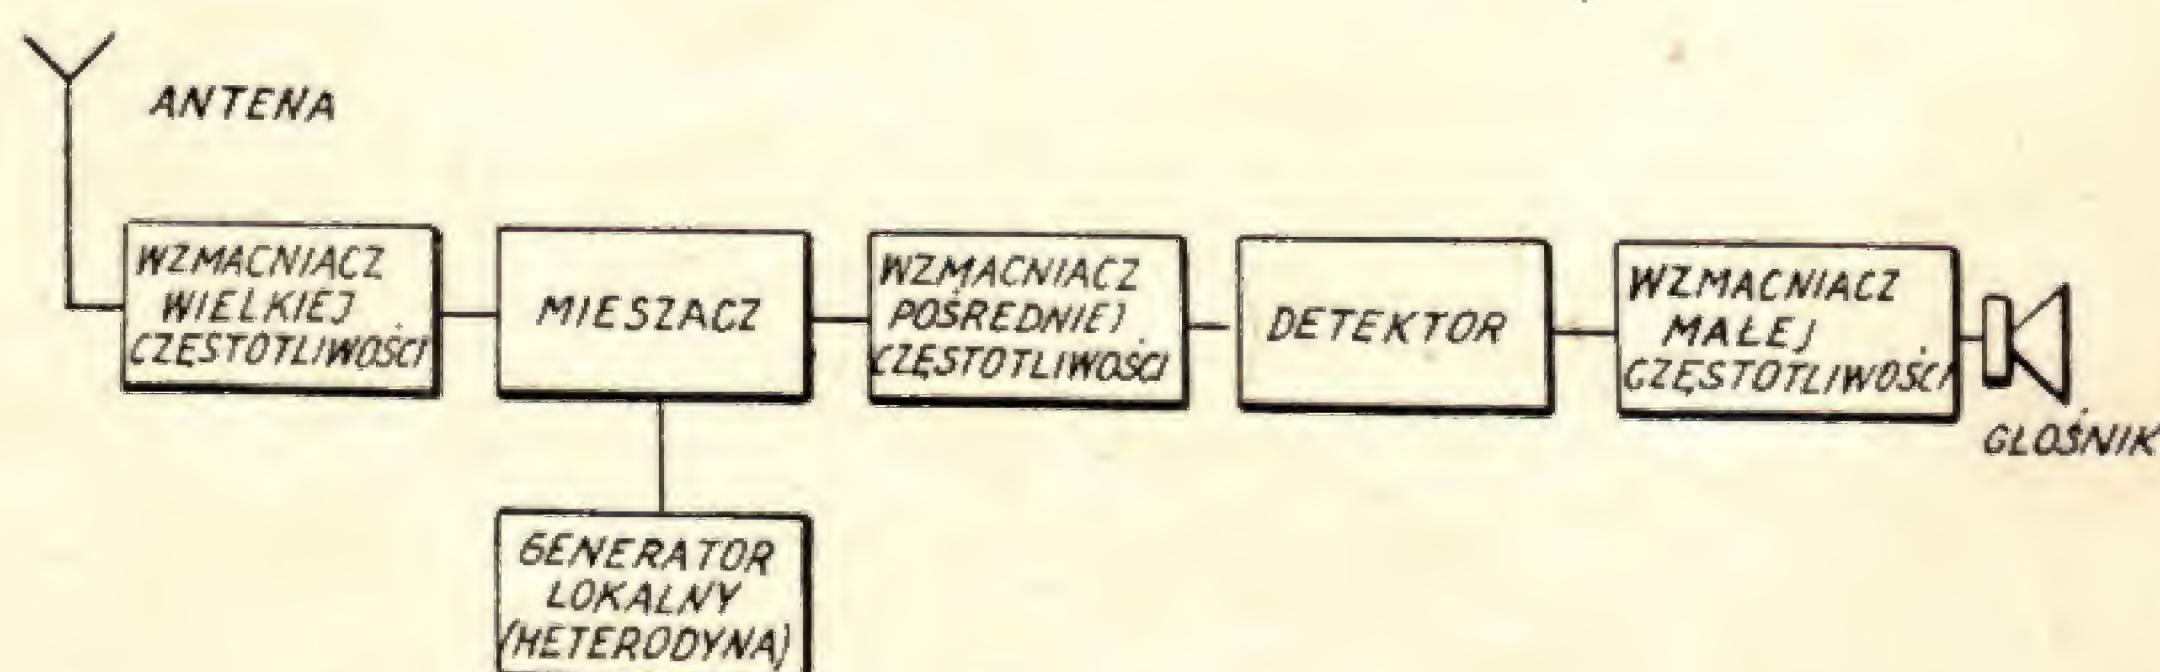 ANTENA
WZMACNIACZ
WIELKIEJ
CZĘSTOTLIWOŚCI
MIESZACZ
WZMACNIACZ
POŚREDNIEJ
CZĘSTOTLIWOŚCI
DETEKTOR
WZMACNIACZ
MAŁEJ
CZĘSTOTLIWOŚCI
GŁOŚNIK
GENERATOR
LOKALNY
(HETERODYNA)